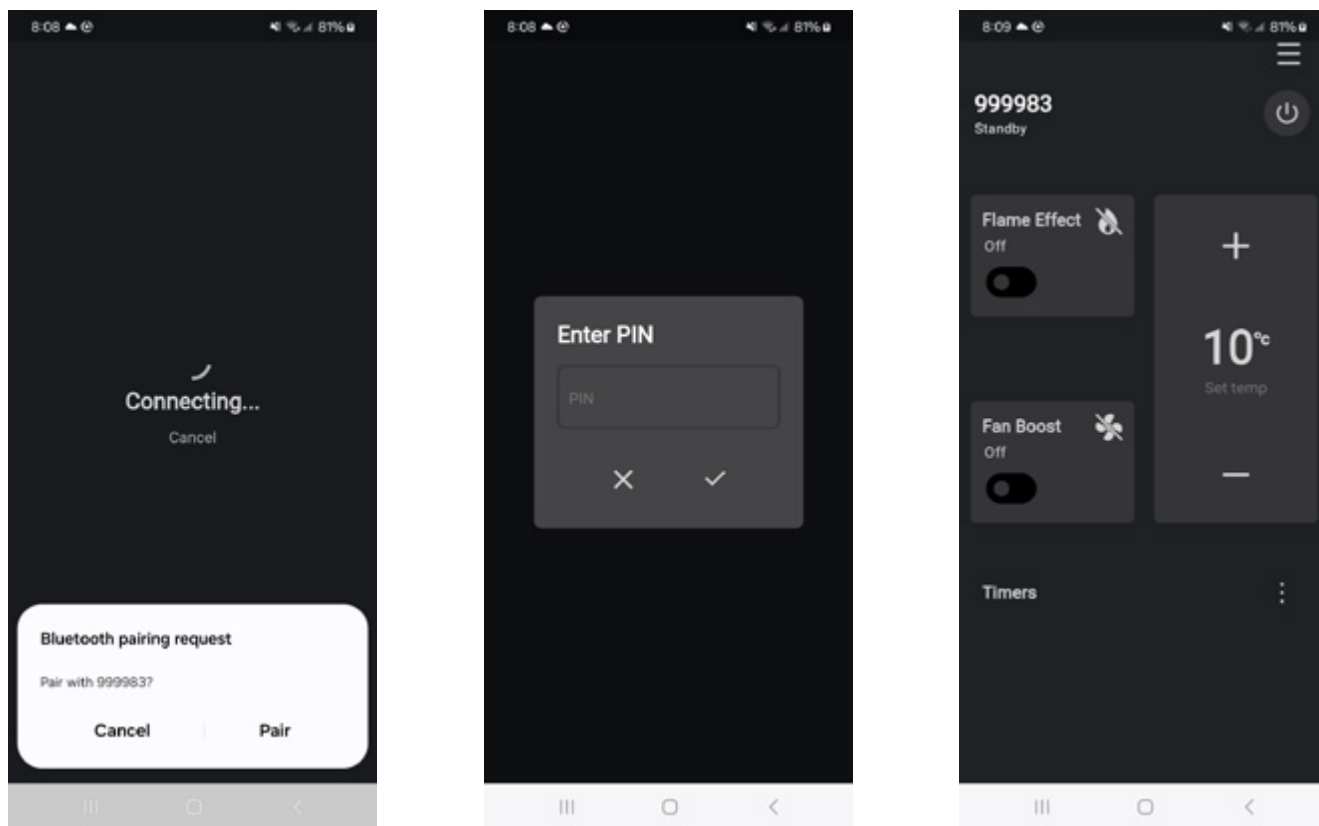 8:08
81%
Connecting...
Cancel
Bluetooth pairing request
Pair with 999983?
Cancel
Pair
8:08
81%
Enter PIN
PIN
8:09
81%
999983
Standby
Flame Effect
Off
10°c
Set temp
Fan Boost
Off
Timers